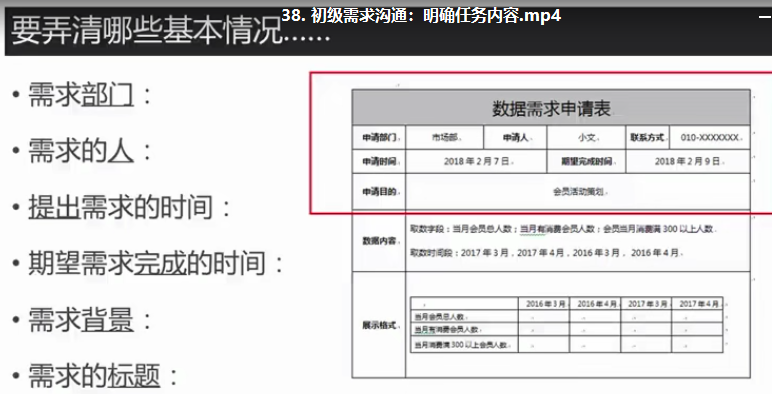 38. 初级需求沟通：明确任务内容.mp4
要弄清哪些基本情况……
• 需求部门：
• 需求的人：
• 提出需求的时间：
• 期望需求完成的时间：
• 需求背景：
• 需求的标题：
数据需求申请表
申请部门 市场部 申请人 小文 联系方式 010-XXXXXXX
申请时间 2018 年 2 月 7 日 期望完成时间 2018 年 2 月 9 日
申请目的 会员活动策划
数据内容
取数字段：当月会员总人数；当月有消费会员人数；会员当月消费满 300 以上人数
取数时间段：2017 年 3 月，2017 年 4 月，2016 年 3 月，2016 年 4 月
展示格式
2016 年 3 月 2016 年 4 月 2017 年 3 月 2017 年 4 月
当月会员总人数
当月有消费会员人数
当月消费满 300 以上会员人数